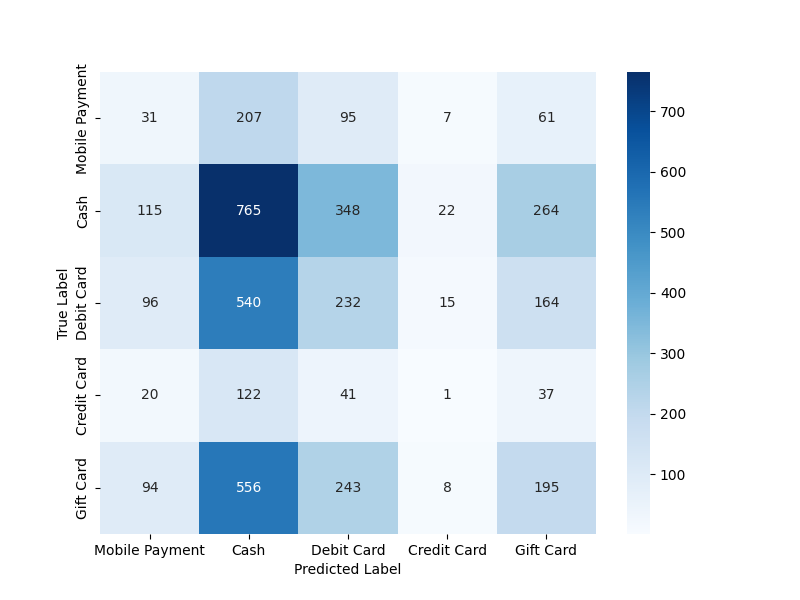 Mobile Payment 31 207 95 7 61
Cash 115 765 348 22 264
Debit Card 96 540 232 15 164
Credit Card 20 122 41 1 37
Gift Card 94 556 243 8 195
True Label
Mobile Payment Cash Debit Card Credit Card Gift Card
Predicted Label
700
600
500
400
300
200
100